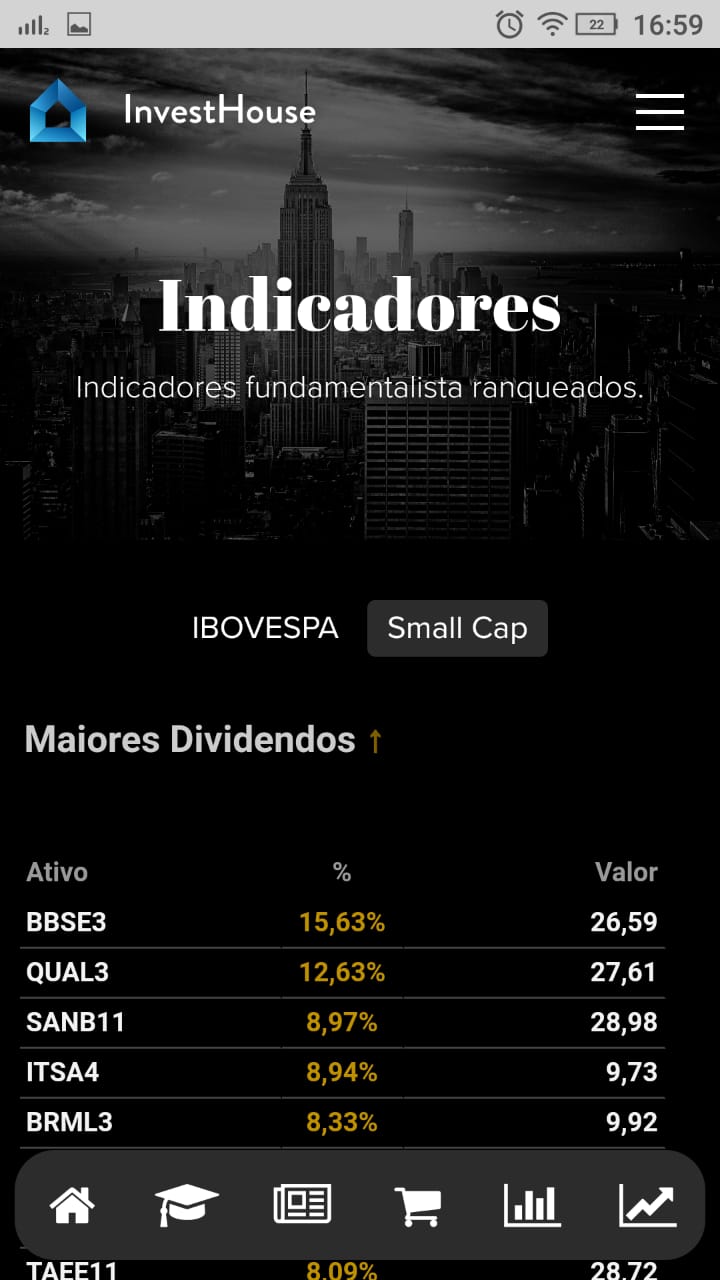 2 22 16:59
InvestHouse
Indicadores
Indicadores fundamentalista ranqueados.
IBOVESPA Small Cap
Maiores Dividendos ↑
Ativo % Valor
BBSE3 15,63% 26,59
QUAL3 12,63% 27,61
SANB11 8,97% 28,98
ITSA4 8,94% 9,73
BRML3 8,33% 9,92
TAEE11 8,09% 28,72